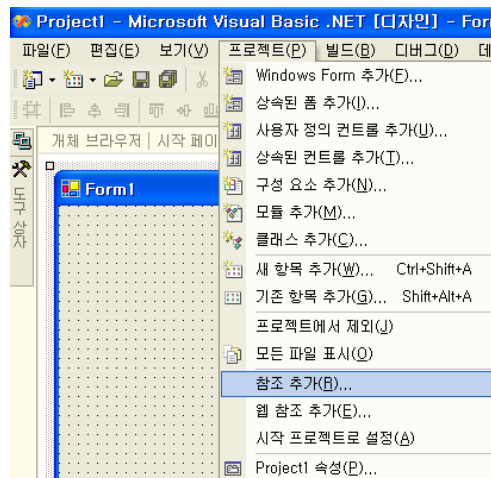 Project1 - Microsoft Visual Basic .NET [디자인] - For
파일(F) 편집(E) 보기(V) 프로젝트(P) 빌드(B) 디버그(D) 데
개체 브라우저 시작 페이
도구 상자
Form1
Windows Form 추가(F)...
상속된 폼 추가(I)...
사용자 정의 컨트롤 추가(U)...
상속된 컨트롤 추가(T)...
구성 요소 추가(N)...
모듈 추가(M)...
클래스 추가(C)...
새 항목 추가(W)... Ctrl+Shift+A
기존 항목 추가(G)... Shift+Alt+A
프로젝트에서 제외(J)
모든 파일 표시(O)
참조 추가(R)...
웹 참조 추가(E)...
시작 프로젝트로 설정(A)
Project1 속성(P)...